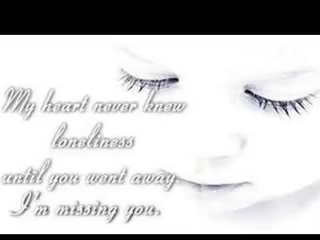 My heart never knew
loneliness
until you went away
I'm missing you.